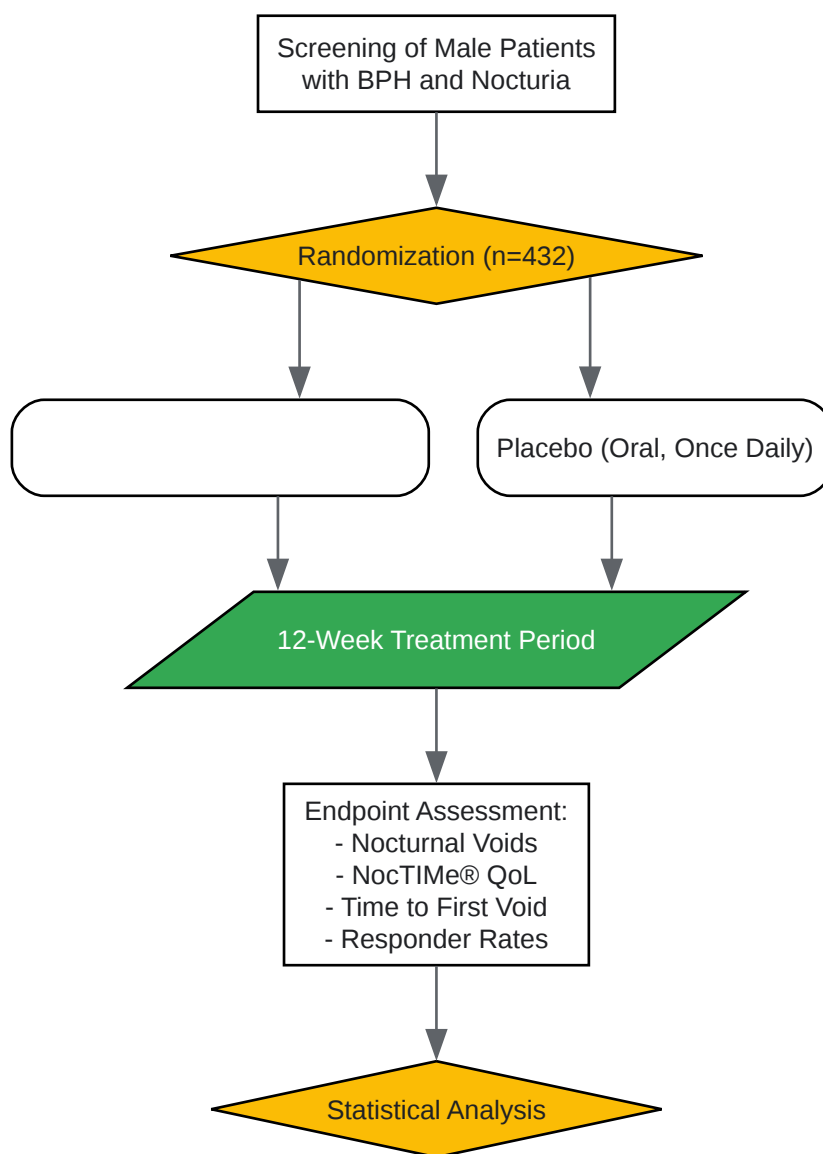 Screening of Male Patients
with BPH and Nocturia
Randomization (n=432)
Placebo (Oral, Once Daily)
12-Week Treatment Period
Endpoint Assessment:
- Nocturnal Voids
- NocTIMe® QoL
- Time to First Void
- Responder Rates
Statistical Analysis